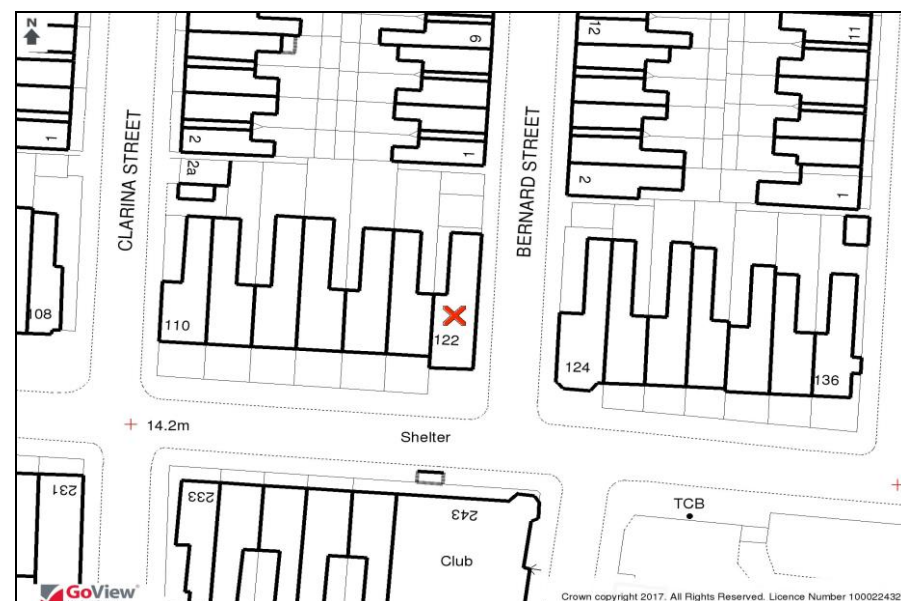 N
12
11
6
CLARINA STREET
BERNARD STREET
1
2
1
2a
2
1
108
110
122
124
136
14.2m
Shelter
231
233
243
TCB
Club
GoView
Crown copyright 2017. All Rights Reserved. Licence Number 100022432